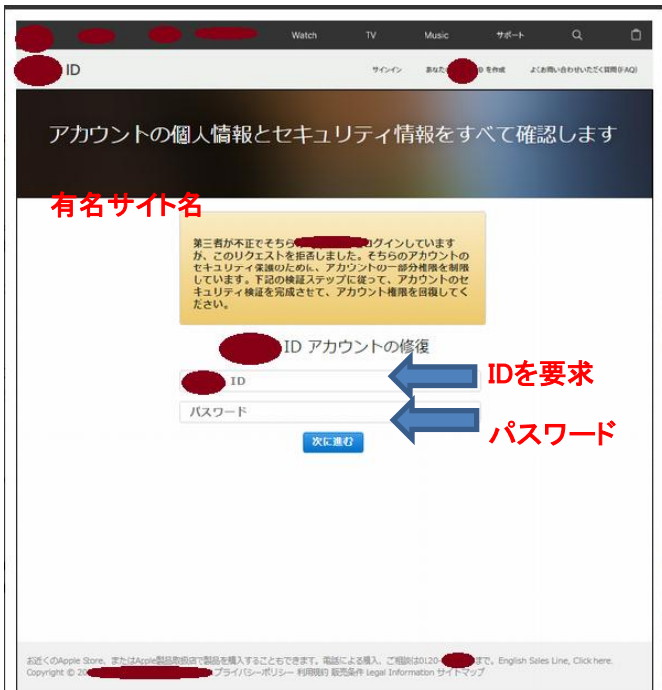 Watch TV Music サポート
ID サインイン あなた D を作成 よくお問い合わせいただく質問(FAQ)
アカウントの個人情報とセキュリティ情報をすべて確認します
有名サイト名
第三者が不正でそちら ログインしています
が、このリクエストを拒否しました。そちらのアカウントの
セキュリティ保護のために、アカウントの一部分権限を制限
しています。下記の検証ステップに従って、アカウントのセ
キュリティ検証を完成させて、アカウント権限を回復してく
ださい。
ID アカウントの修復
ID
IDを要求
パスワード
パスワード
次に進む
お近くのApple Store、またはApple製品取扱店で製品を購入することもできます。電話による購入、ご相談は0120- まで。English Sales Line, Click here.
Copyright © 20 プライバシーポリシー 利用規約 販売条件 Legal Information サイトマップ